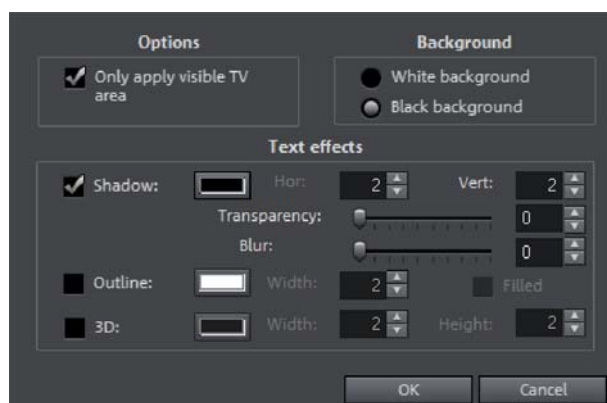 Options Background
Only apply visible TV White background
area
Black background
Text effects
Shadow: Hor: 2 Vert: 2
Transparency: 0
Blur: 0
Outline: Width: 2 Filled
3D: Width: 2 Height: 2
OK Cancel